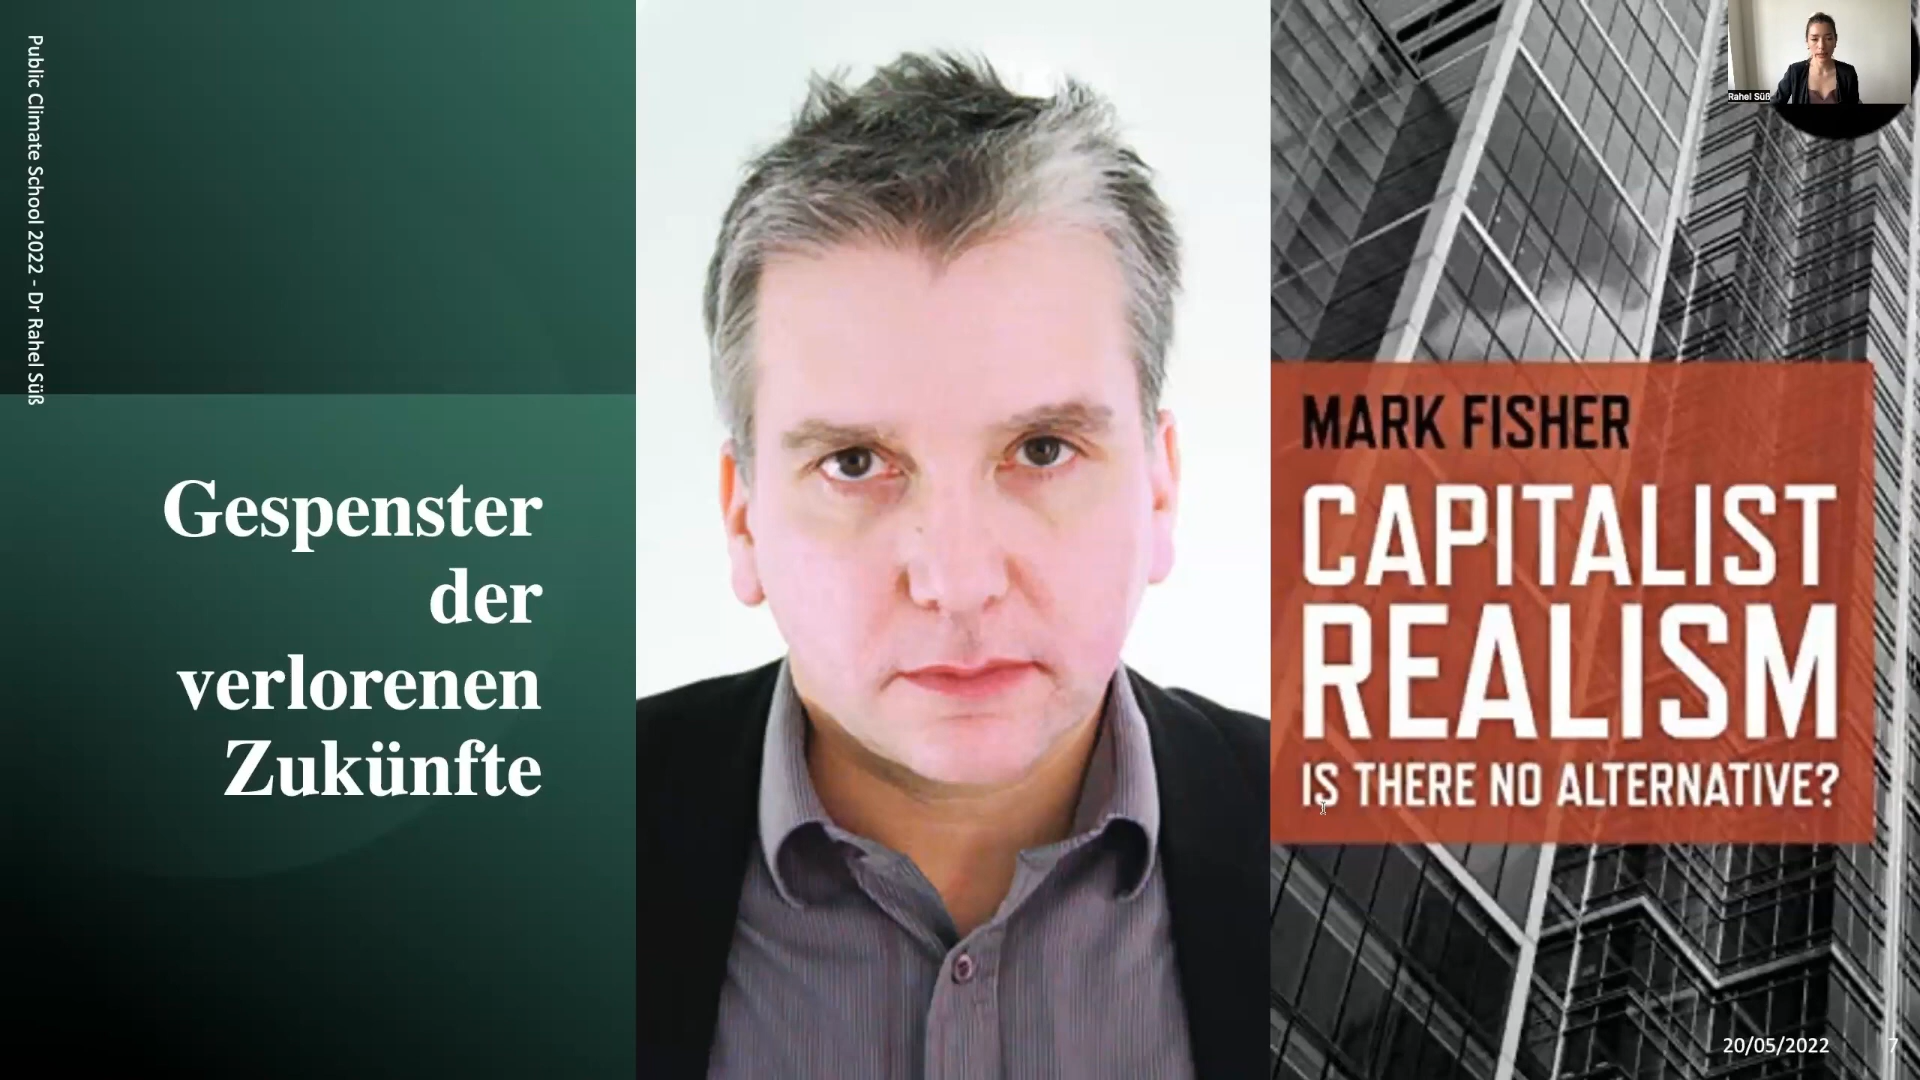 Public Climate School 2022 - Dr Rahel Süß
Gespenster
der
verlorenen
Zukünfte
MARK FISHER
CAPITALIST
REALISM
IS THERE NO ALTERNATIVE?
Rahel Süß
20/05/2022
7